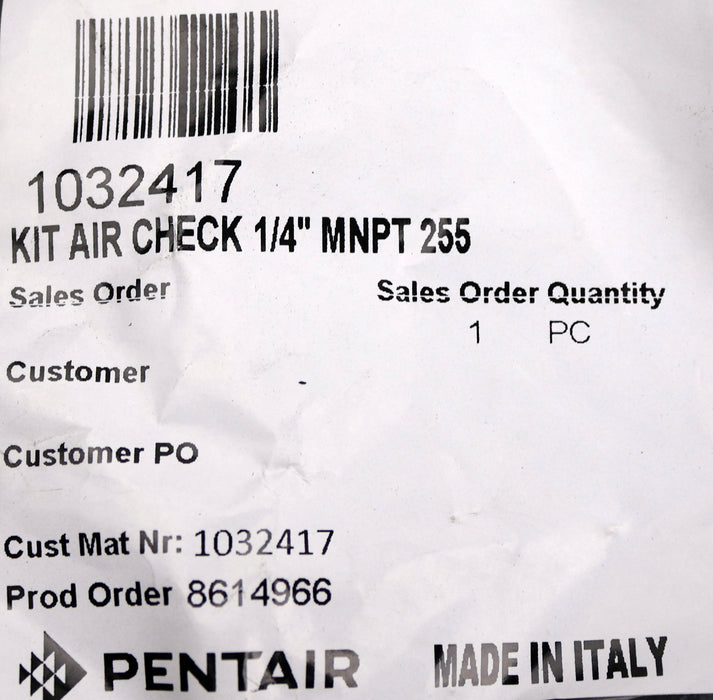 1032417
KIT AIR CHECK 1/4" MNPT 255
Sales Order Sales Order Quantity
1 PC
Customer
Customer PO
Cust Mat Nr: 1032417
Prod Order 8614966
PENTAIR MADE IN ITALY